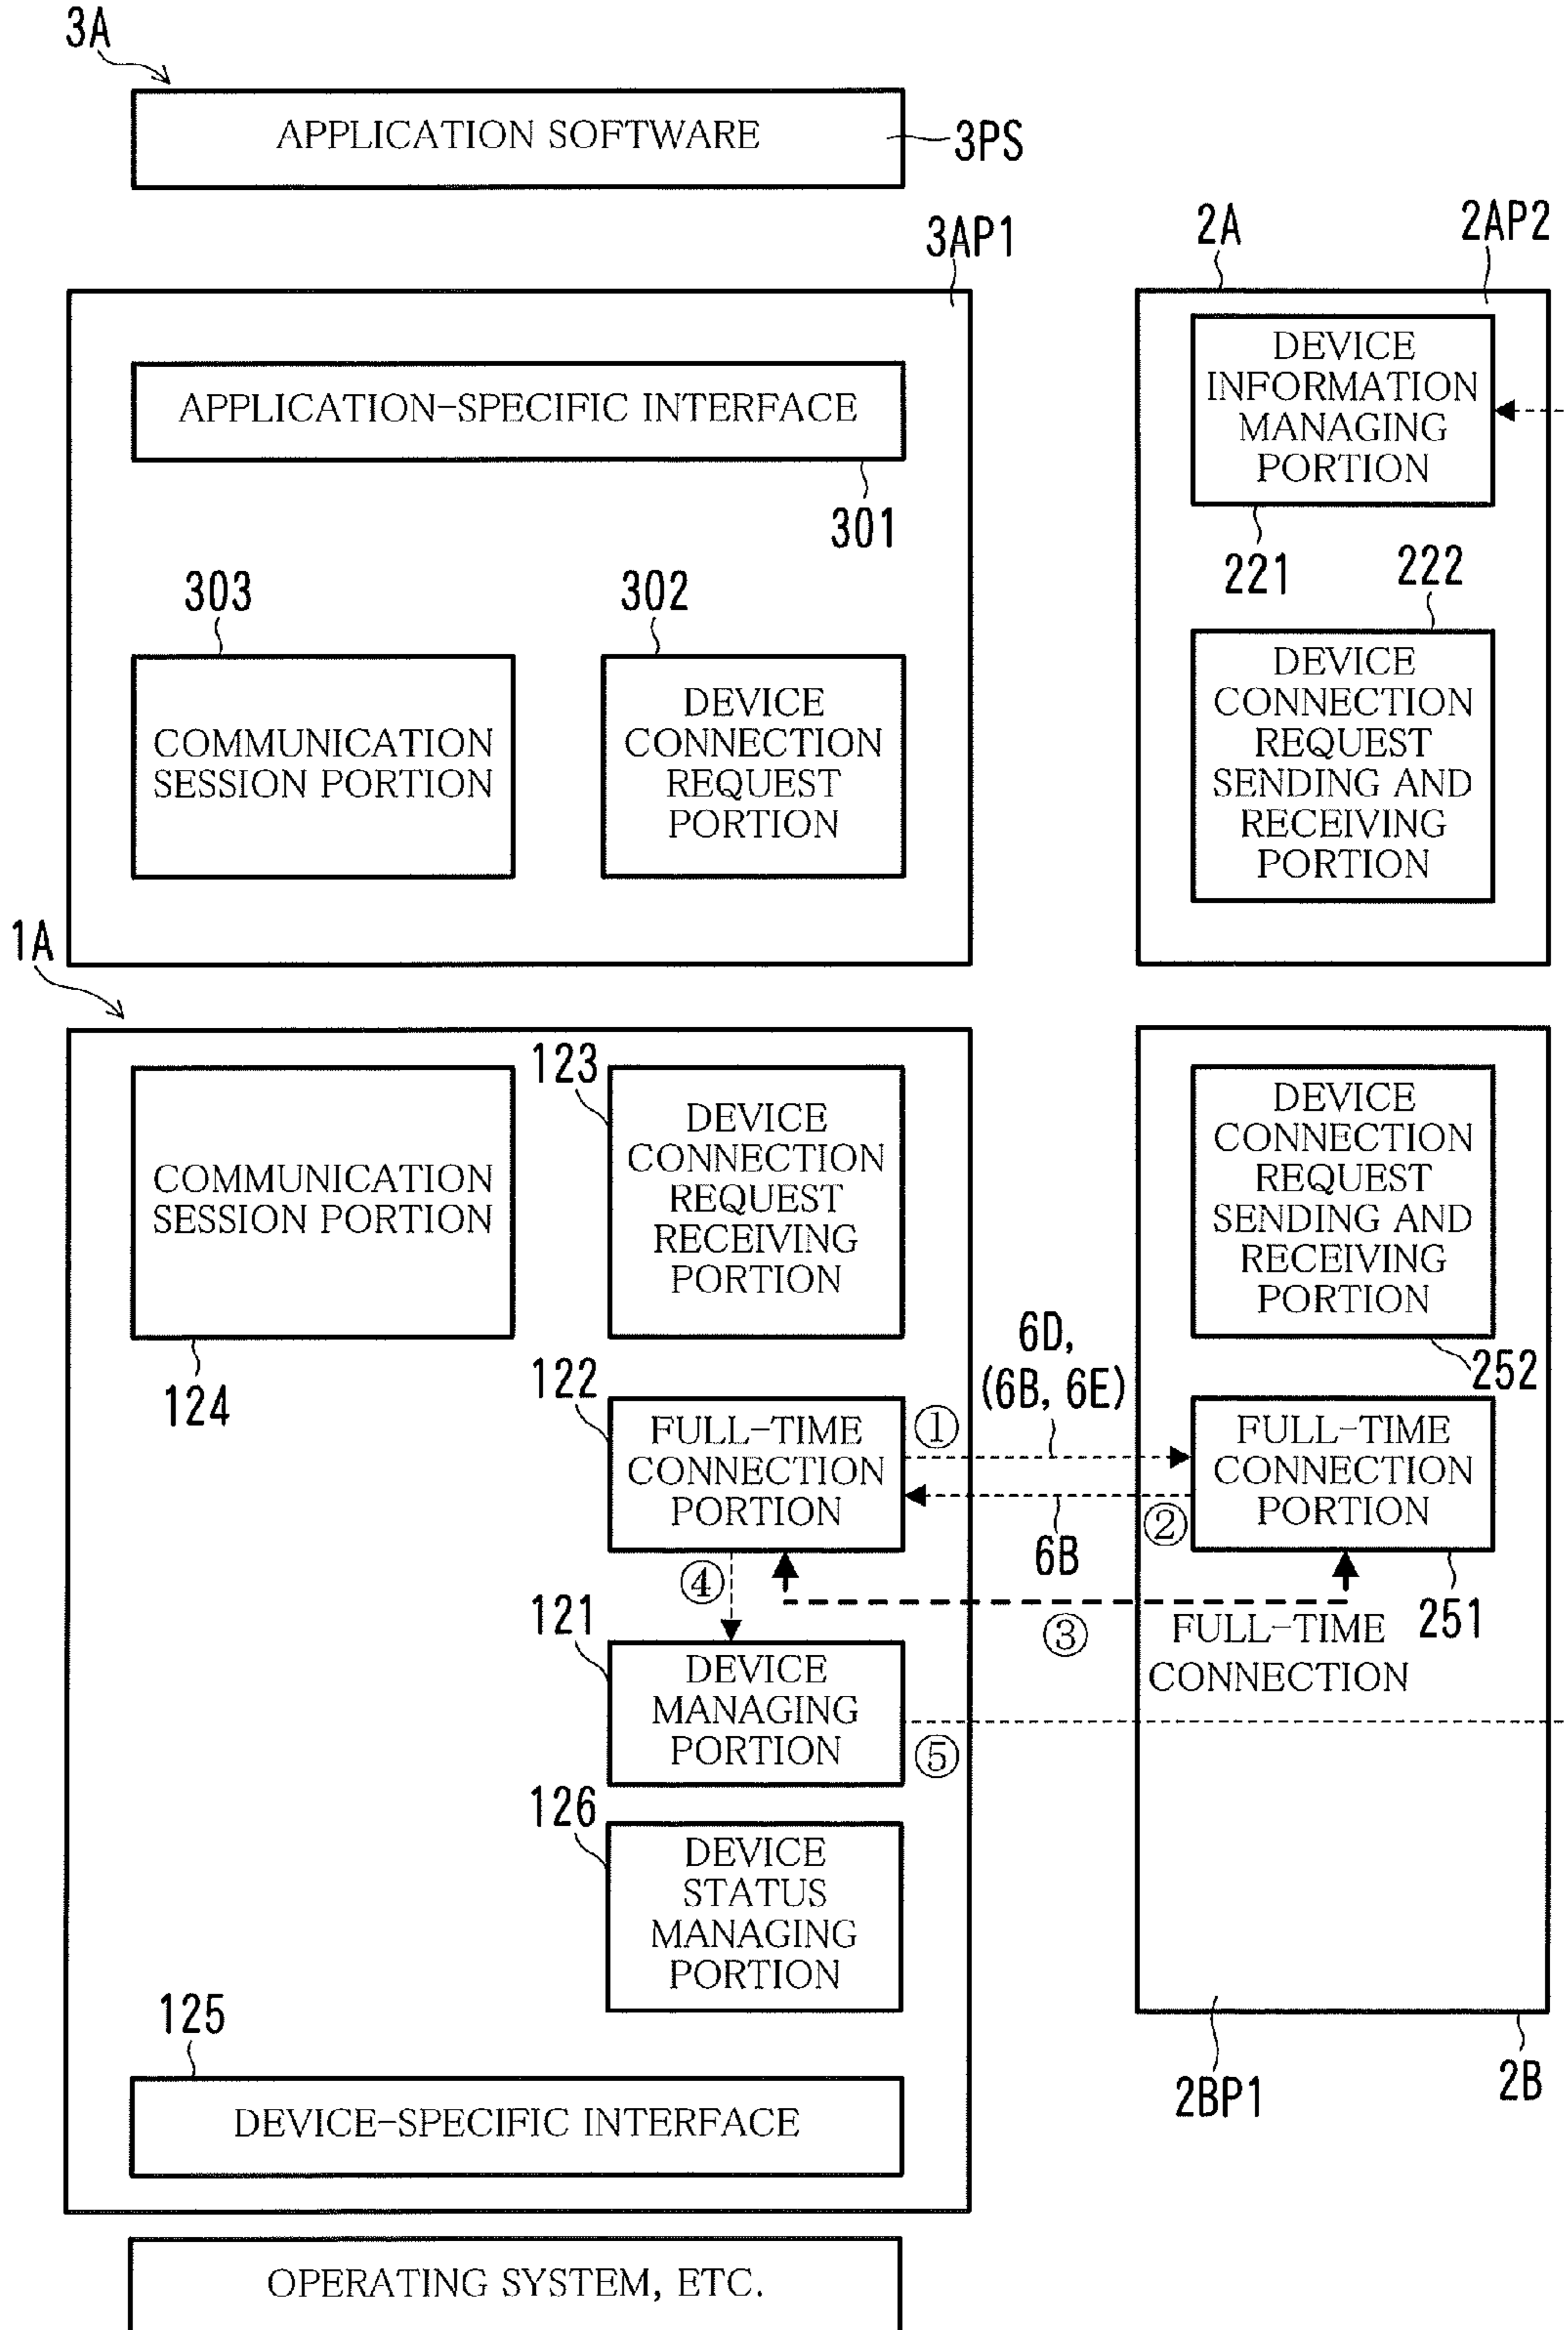 3A
APPLICATION SOFTWARE
3PS
3AP1
2A
2AP2
APPLICATION-SPECIFIC INTERFACE
301
DEVICE
INFORMATION
MANAGING
PORTION
221
222
303
302
COMMUNICATION
SESSION PORTION
DEVICE
CONNECTION
REQUEST
PORTION
DEVICE
CONNECTION
REQUEST
SENDING AND
RECEIVING
PORTION
1A
123
COMMUNICATION
SESSION PORTION
124
DEVICE
CONNECTION
REQUEST
RECEIVING
PORTION
DEVICE
CONNECTION
REQUEST
SENDING AND
RECEIVING
PORTION
252
6D,
(6B, 6E)
122
FULL-TIME
CONNECTION
PORTION
①
②
6B
FULL-TIME
CONNECTION
PORTION
251
④
③
FULL-TIME
CONNECTION
121
DEVICE
MANAGING
PORTION
⑤
126
DEVICE
STATUS
MANAGING
PORTION
125
DEVICE-SPECIFIC INTERFACE
2BP1
2B
OPERATING SYSTEM, ETC.